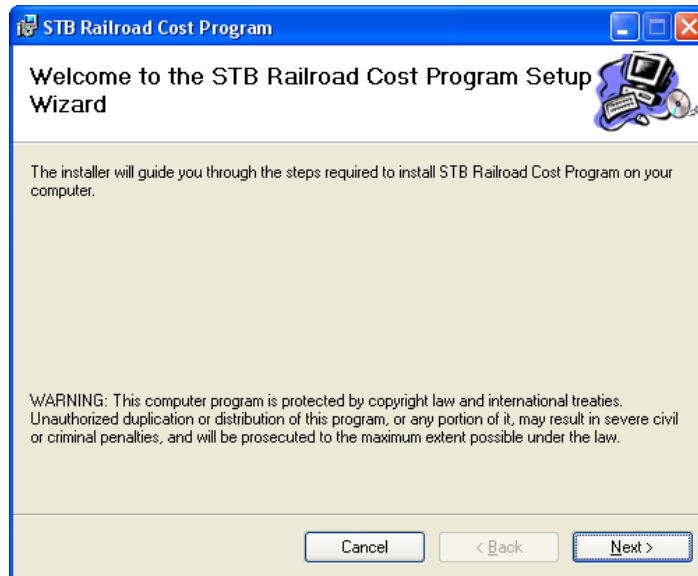 STB Railroad Cost Program
Welcome to the STB Railroad Cost Program Setup
Wizard
The installer will guide you through the steps required to install STB Railroad Cost Program on your
computer.
WARNING: This computer program is protected by copyright law and international treaties.
Unauthorized duplication or distribution of this program, or any portion of it, may result in severe civil
or criminal penalties, and will be prosecuted to the maximum extent possible under the law.
Cancel < Back Next >